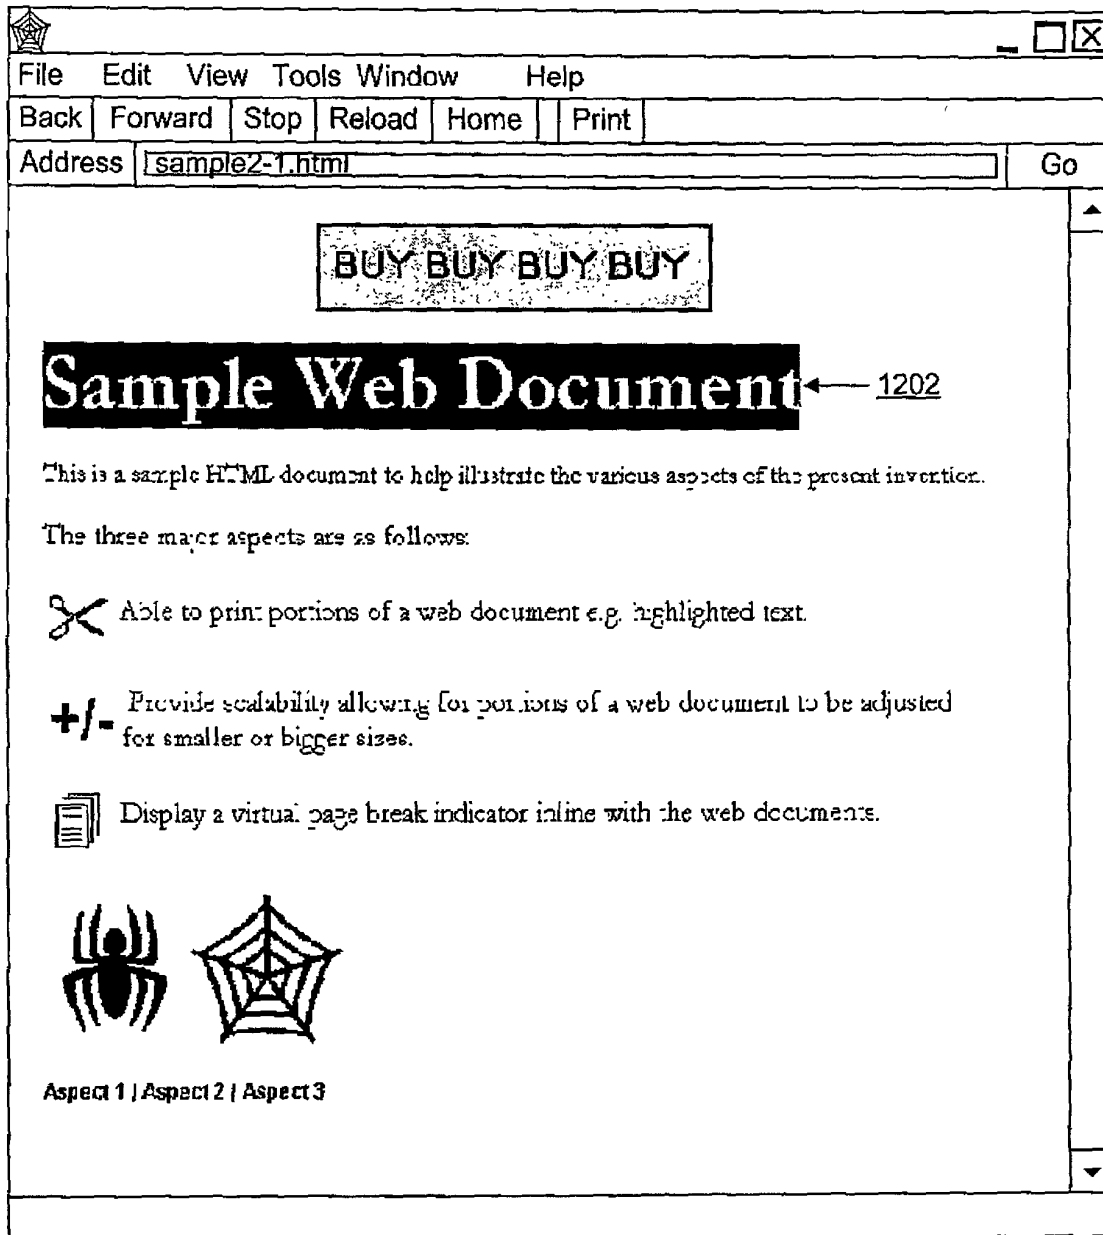 File Edit View Tools Window Help
Back Forward Stop Reload Home Print
Address sample2-1.html Go
BUY BUY BUY BUY
Sample Web Document 1202
This is a sample HTML document to help illustrate the various aspects of the present invention.
The three major aspects are as follows:
Able to print portions of a web document e.g. highlighted text.
+/- Provide scalability allowing for portions of a web document to be adjusted
for smaller or bigger sizes.
Display a virtual page break indicator inline with the web documents.
Aspect 1 | Aspect 2 | Aspect 3